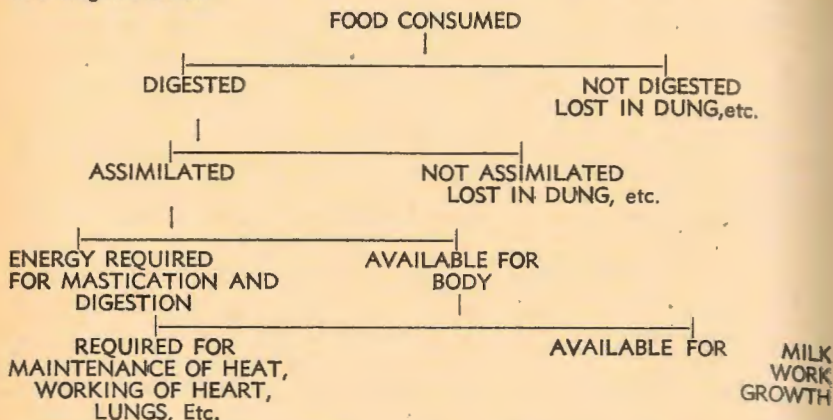 FOOD CONSUMED
DIGESTED
NOT DIGESTED
LOST IN DUNG,etc.
ASSIMILATED
NOT ASSIMILATED
LOST IN DUNG, etc.
ENERGY REQUIRED
FOR MASTICATION AND
DIGESTION
AVAILABLE FOR
BODY
REQUIRED FOR
MAINTENANCE OF HEAT,
WORKING OF HEART,
LUNGS, Etc.
AVAILABLE FOR
MILK
WORK
GROWTH